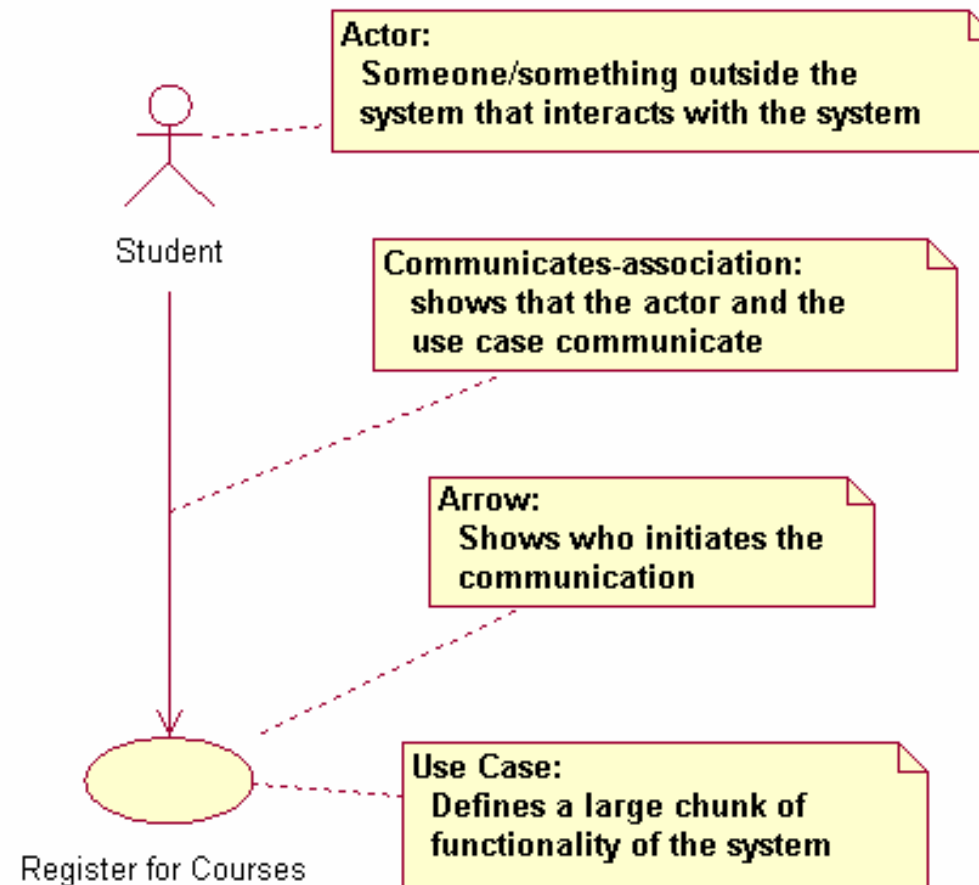 Actor:
Someone/something outside the
system that interacts with the system
Student
Communicates-association:
shows that the actor and the
use case communicate
Arrow:
Shows who initiates the
communication
Use Case:
Defines a large chunk of
functionality of the system
Register for Courses